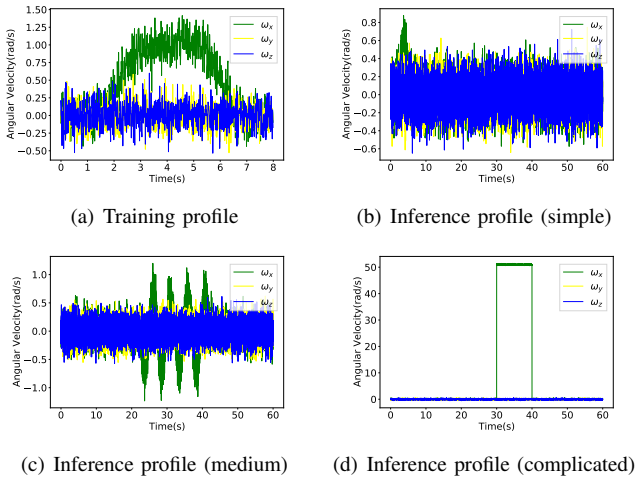 1.50
1.25
1.00
0.75
0.50
0.25
0.00
−0.25
−0.50
Angular Velocity(rad/s)
ωx
ωy
ωz
0 1 2 3 4 5 6 7 8
Time(s)
(a) Training profile
0.8
0.6
0.4
0.2
0.0
−0.2
−0.4
−0.6
Angular Velocity(rad/s)
ωx
ωy
ωz
0 10 20 30 40 50 60
Time(s)
(b) Inference profile (simple)
1.0
0.5
0.0
−0.5
−1.0
Angular Velocity(rad/s)
ωx
ωy
ωz
0 10 20 30 40 50 60
Time(s)
(c) Inference profile (medium)
50
40
30
20
10
0
Angular Velocity(rad/s)
ωx
ωy
ωz
0 10 20 30 40 50 60
Time(s)
(d) Inference profile (complicated)